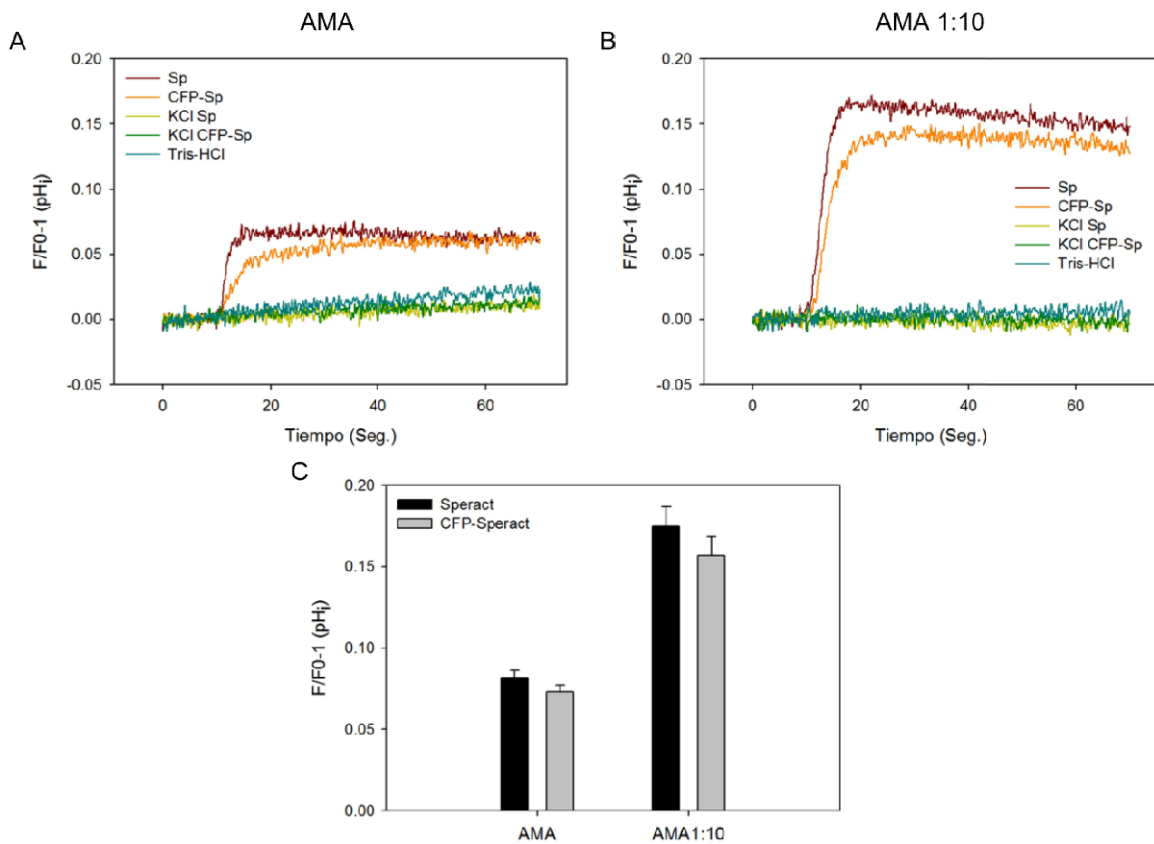 AMA
A
F/F0-1 (pHi)
0.20
0.15
0.10
0.05
0.00
-0.05
Sp
CFP-Sp
KCl Sp
KCl CFP-Sp
Tris-HCl
0 20 40 60
Tiempo (Seg.)
AMA 1:10
B
F/F0-1 (pHi)
0.20
0.15
0.10
0.05
0.00
-0.05
Sp
CFP-Sp
KCl Sp
KCl CFP-Sp
Tris-HCl
0 20 40 60
Tiempo (Seg.)
C
F/F0-1 (pHi)
0.20
0.15
0.10
0.05
0.00
Speract
CFP-Speract
AMA AMA1:10